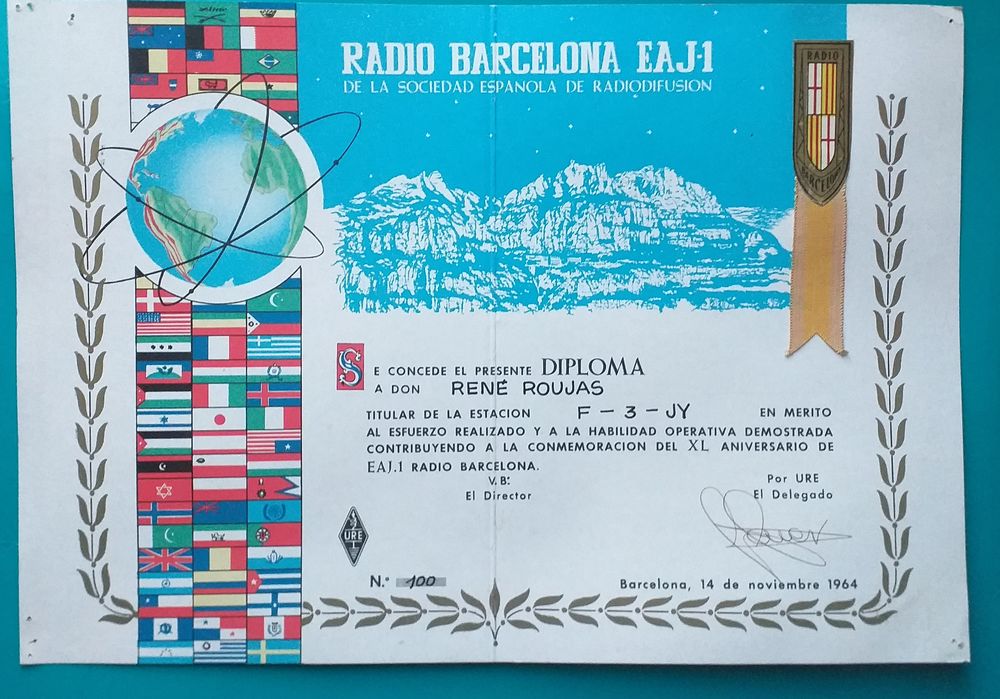 RADIO BARCELONA EAJ-1
DE LA SOCIEDAD ESPAÑOLA DE RADIODIFUSION
RADIO
BARCELONA
SE CONCEDE EL PRESENTE DIPLOMA
A DON RENÉ ROUJAS
TITULAR DE LA ESTACION F-3-JY EN MERITO
AL ESFUERZO REALIZADO Y A LA HABILIDAD OPERATIVA DEMOSTRADA
CONTRIBUYENDO A LA CONMEMORACION DEL XL ANIVERSARIO DE
EAJ.1 RADIO BARCELONA.
V.B.º
El Director
Por URE
El Delegado
URE
N.º 100
Barcelona, 14 de noviembre 1964